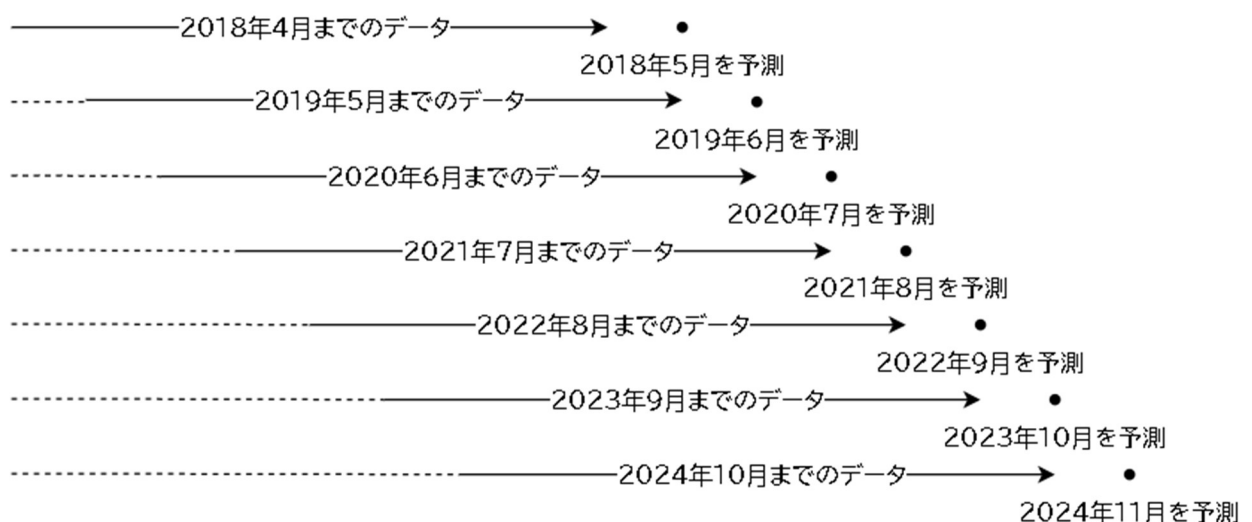 2018年4月までのデータ
2018年5月を予測
2019年5月までのデータ
2019年6月を予測
2020年6月までのデータ
2020年7月を予測
2021年7月までのデータ
2021年8月を予測
2022年8月までのデータ
2022年9月を予測
2023年9月までのデータ
2023年10月を予測
2024年10月までのデータ
2024年11月を予測